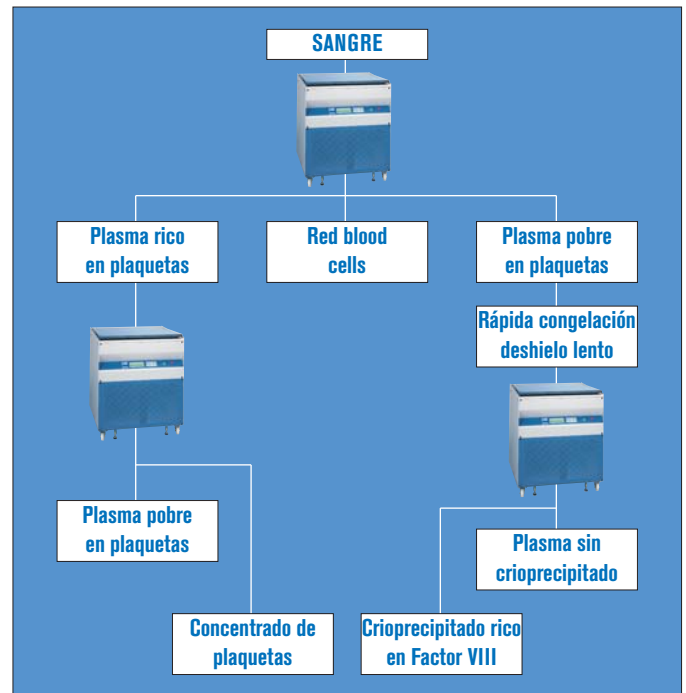 SANGRE
Plasma rico
en plaquetas
Red blood
cells
Plasma pobre
en plaquetas
Rápida congelación
deshielo lento
Plasma pobre
en plaquetas
Plasma sin
crioprecipitado
Concentrado de
plaquetas
Crioprecipitado rico
en Factor VIII